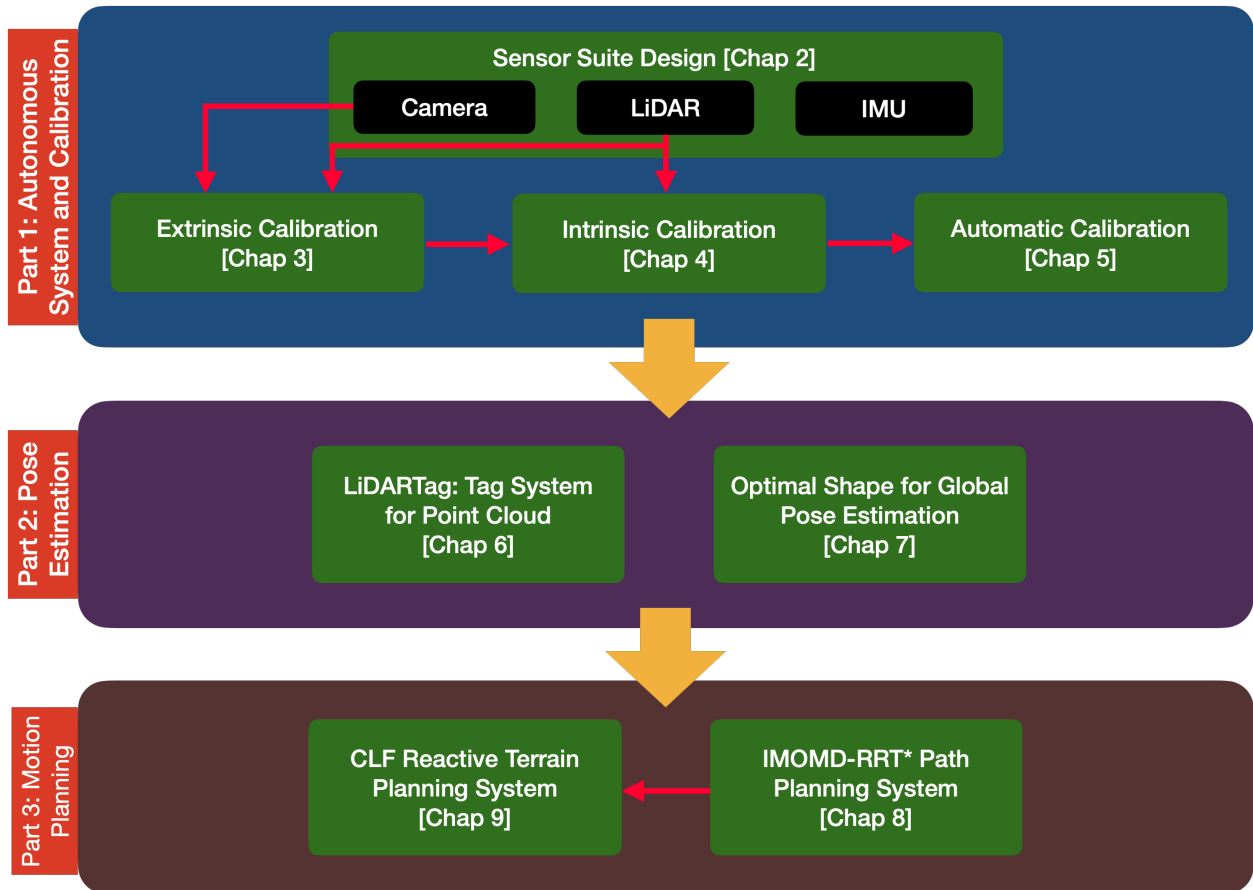 Part 1: Autonomous
System and Calibration
Sensor Suite Design [Chap 2]
Camera
LiDAR
IMU
Extrinsic Calibration
[Chap 3]
Intrinsic Calibration
[Chap 4]
Automatic Calibration
[Chap 5]
Part 2: Pose
Estimation
LiDARTag: Tag System
for Point Cloud
[Chap 6]
Optimal Shape for Global
Pose Estimation
[Chap 7]
Part 3: Motion
Planning
CLF Reactive Terrain
Planning System
[Chap 9]
IMOMD-RRT* Path
Planning System
[Chap 8]